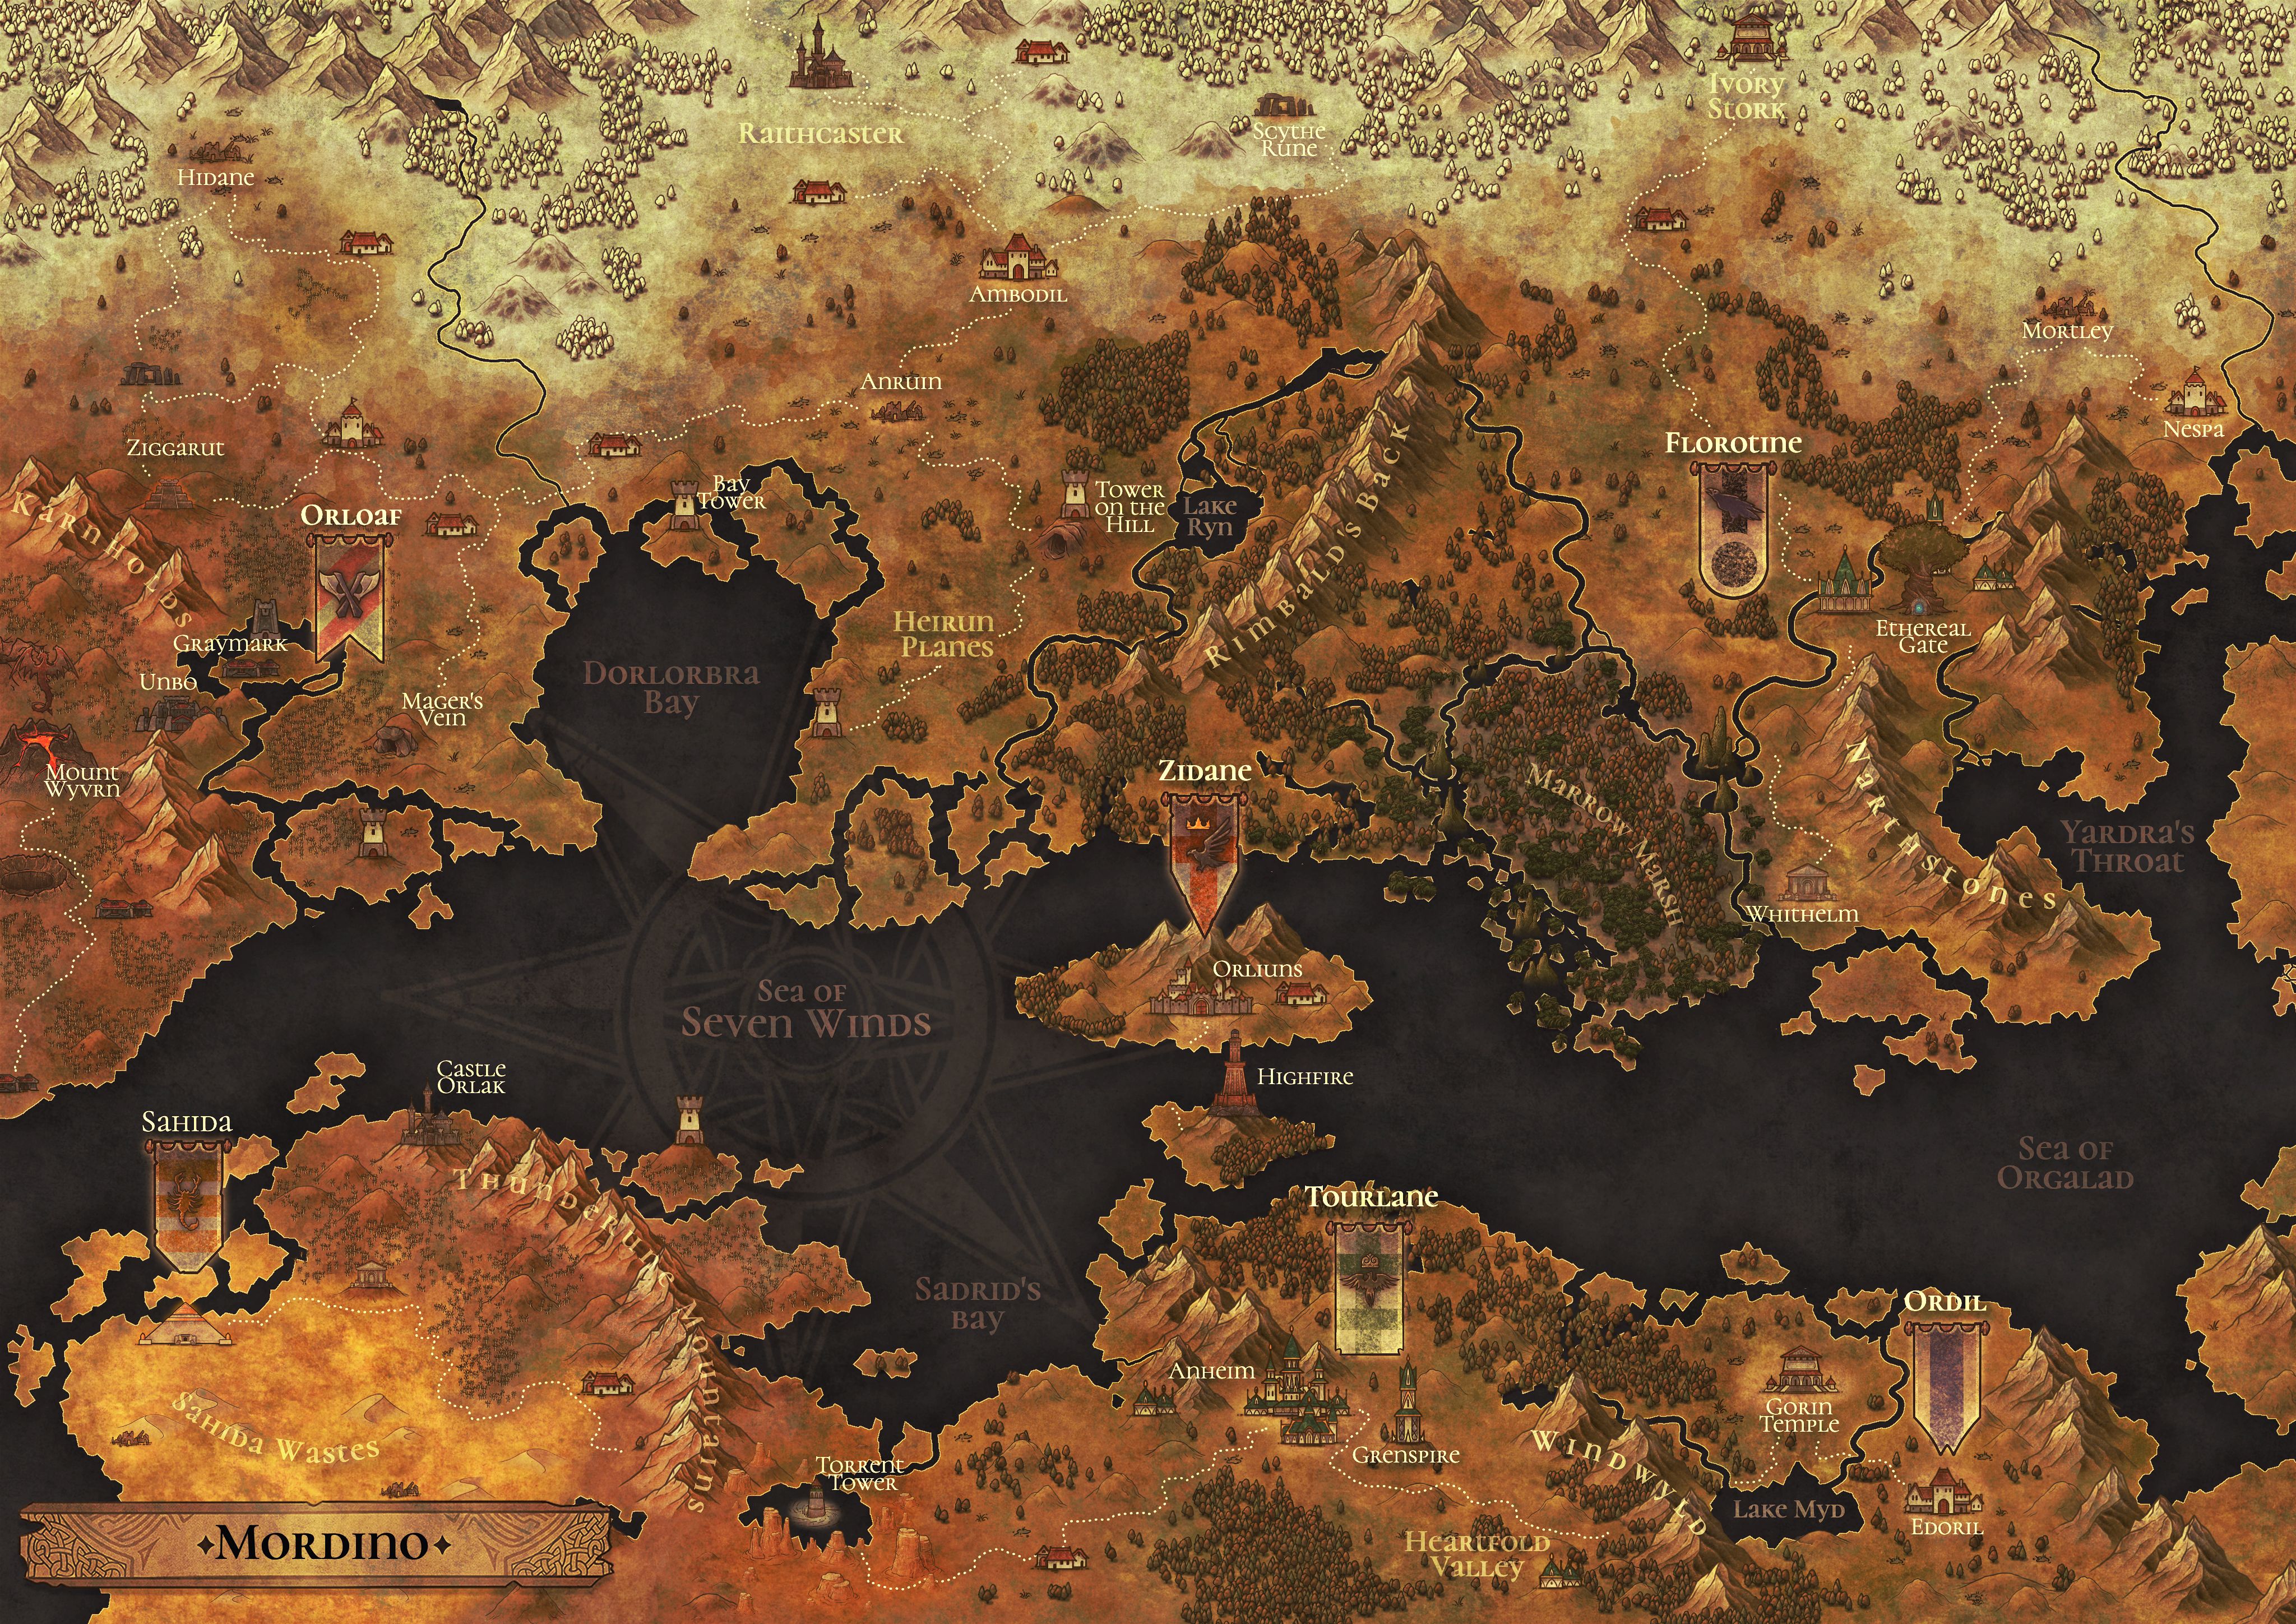 Ivory
Stork
Raithcaster
Scythe
Rune
Hidane
Ambodil
Mortley
Anruin
Nespa
Florotine
Ziggarut
Bay
Tower
Tower
on the
Hill
Lake
Ryn
Rimbald's Back
Karnholds
Orloaf
Graymark
Heirun
Planes
Ethereal
Gate
Unbo
Mager's
Vein
Dorlorbra
Bay
Mount
Wyvrn
Zidane
Marrow Marsh
Nakthstones
Yardra's
Throat
Whithelm
Orliuns
Sea of
Seven Winds
Castle
Orlak
Highfire
Sahida
Sea of
Orgalad
Thunderune Mountains
Tourlane
Sadrid's
Bay
Ordil
Anheim
Gorin
Temple
Sahida Wastes
Grenspire
Windwyld
Torrent
Tower
Lake Myd
Edoril
Heartfold
Valley
Mordino